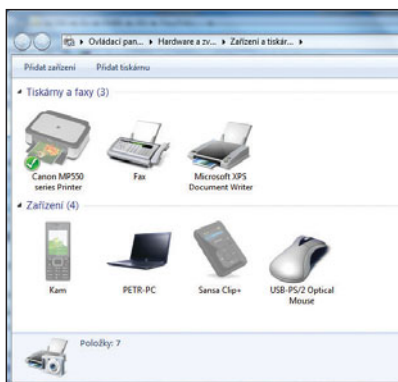 Ovládací pan... ▸ Hardware a zv... ▸ Zařízení a tiskár... ▸
Přidat zařízení Přidat tiskárnu
Tiskárny a faxy (3)
Canon MP550 series Printer
Fax
Microsoft XPS Document Writer
Zařízení (4)
Kam
PETR-PC
Sansa Clip+
USB-PS/2 Optical Mouse
Položky: 7